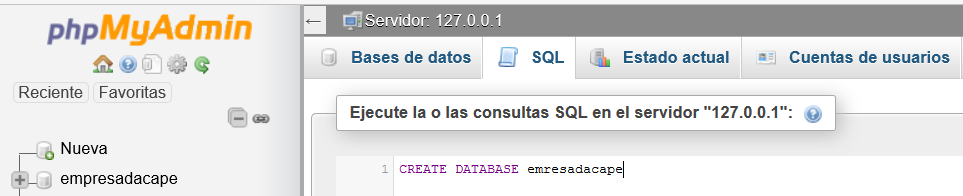 phpMyAdmin
Reciente Favoritas
Nueva
empresadacape
Servidor: 127.0.0.1
Bases de datos SQL Estado actual Cuentas de usuarios
Ejecute la o las consultas SQL en el servidor "127.0.0.1":
1 CREATE DATABASE emresadacape